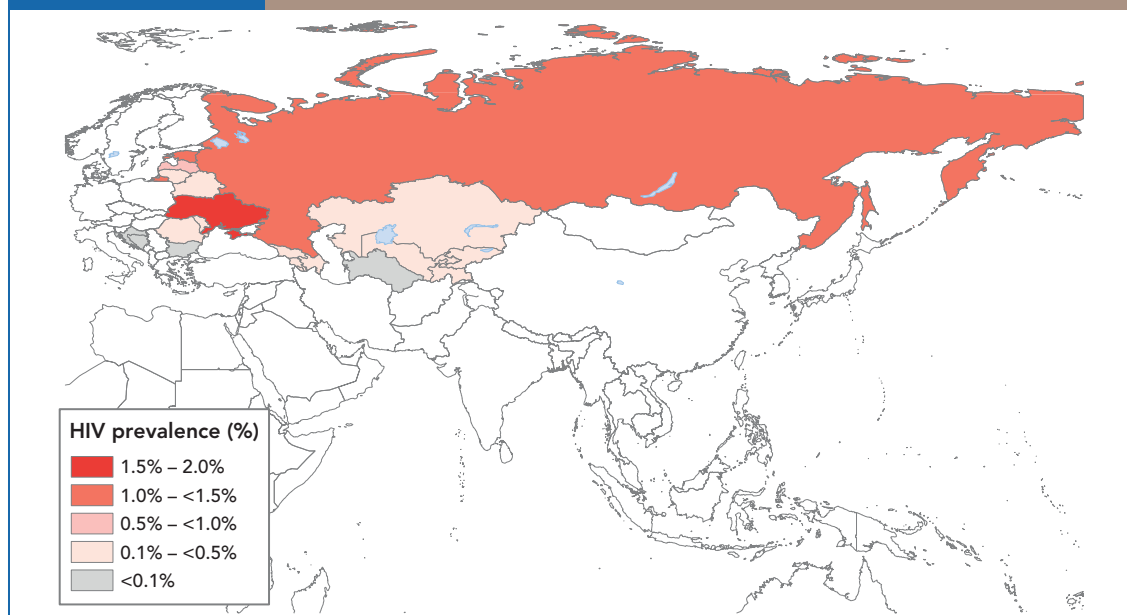 HIV prevalence (%)
1.5% – 2.0%
1.0% – <1.5%
0.5% – <1.0%
0.1% – <0.5%
<0.1%